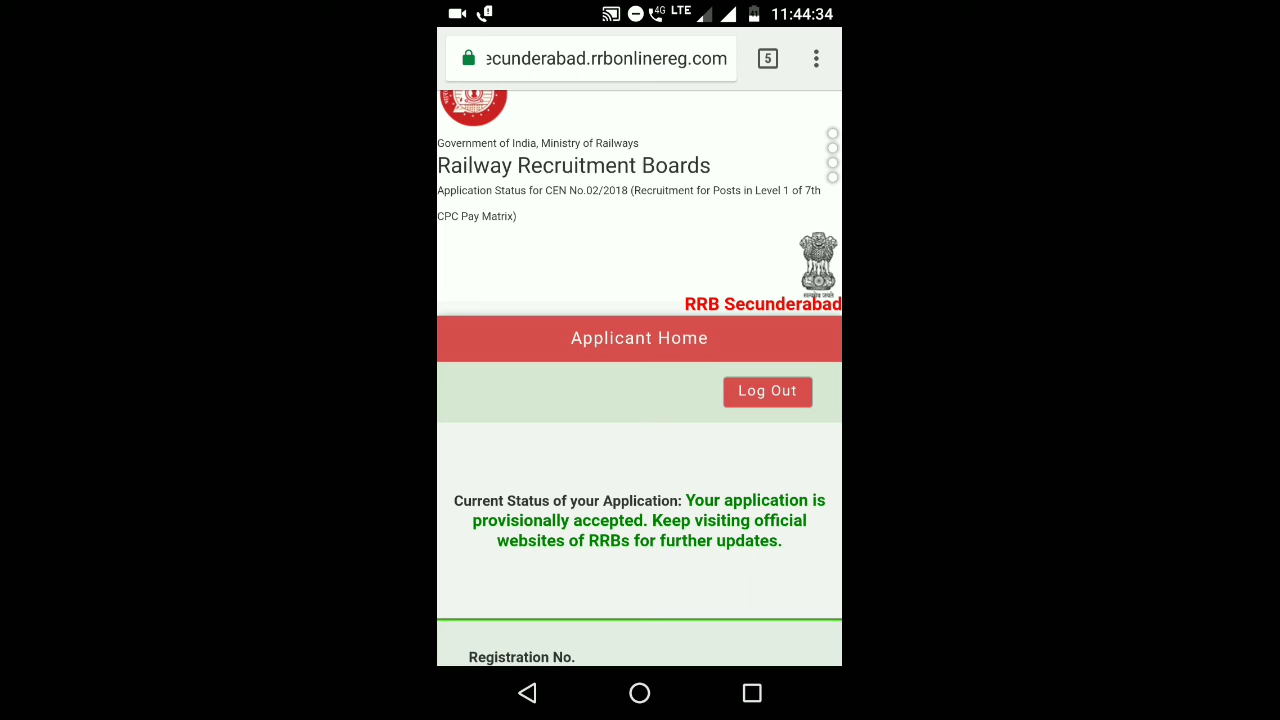 4G LTE 11:44:34
ecunderabad.rrbonlinereg.com 5
Government of India, Ministry of Railways
Railway Recruitment Boards
Application Status for CEN No.02/2018 (Recruitment for Posts in Level 1 of 7th
CPC Pay Matrix)
RRB Secunderabad
Applicant Home
Log Out
Current Status of your Application: Your application is
provisionally accepted. Keep visiting official
websites of RRBs for further updates.
Registration No.